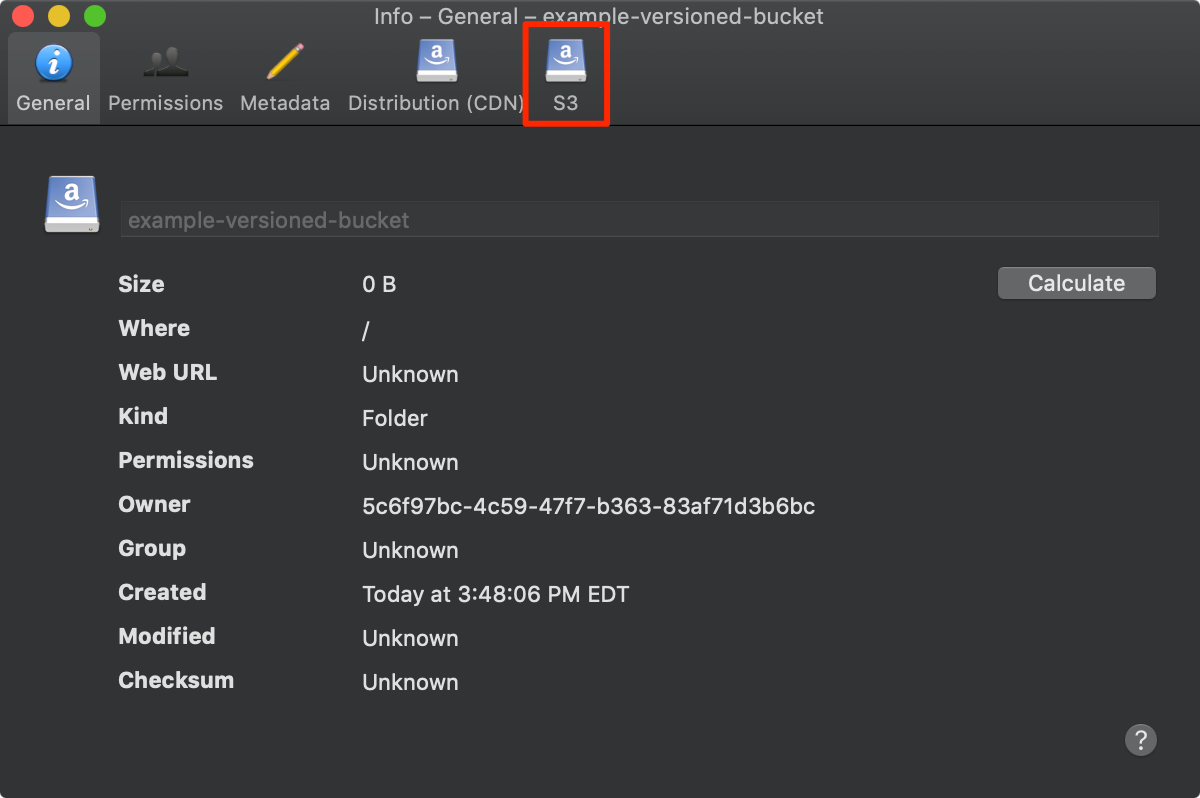 Info – General – example-versioned-bucket
General Permissions Metadata Distribution (CDN) S3
example-versioned-bucket
Size 0 B Calculate
Where /
Web URL Unknown
Kind Folder
Permissions Unknown
Owner 5c6f97bc-4c59-47f7-b363-83af71d3b6bc
Group Unknown
Created Today at 3:48:06 PM EDT
Modified Unknown
Checksum Unknown
?